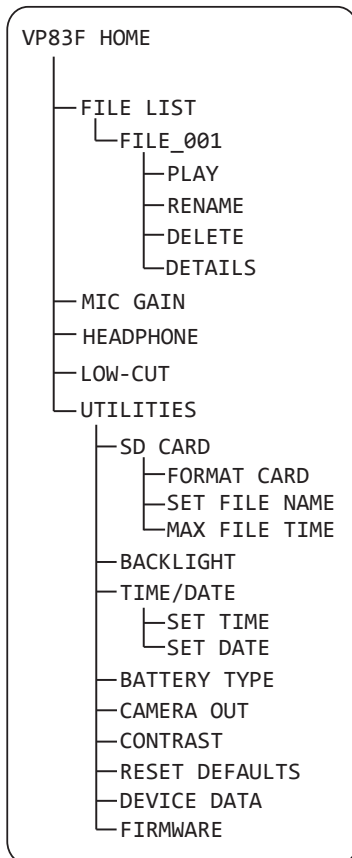 VP83F HOME
FILE LIST
FILE_001
PLAY
RENAME
DELETE
DETAILS
MIC GAIN
HEADPHONE
LOW-CUT
UTILITIES
SD CARD
FORMAT CARD
SET FILE NAME
MAX FILE TIME
BACKLIGHT
TIME/DATE
SET TIME
SET DATE
BATTERY TYPE
CAMERA OUT
CONTRAST
RESET DEFAULTS
DEVICE DATA
FIRMWARE